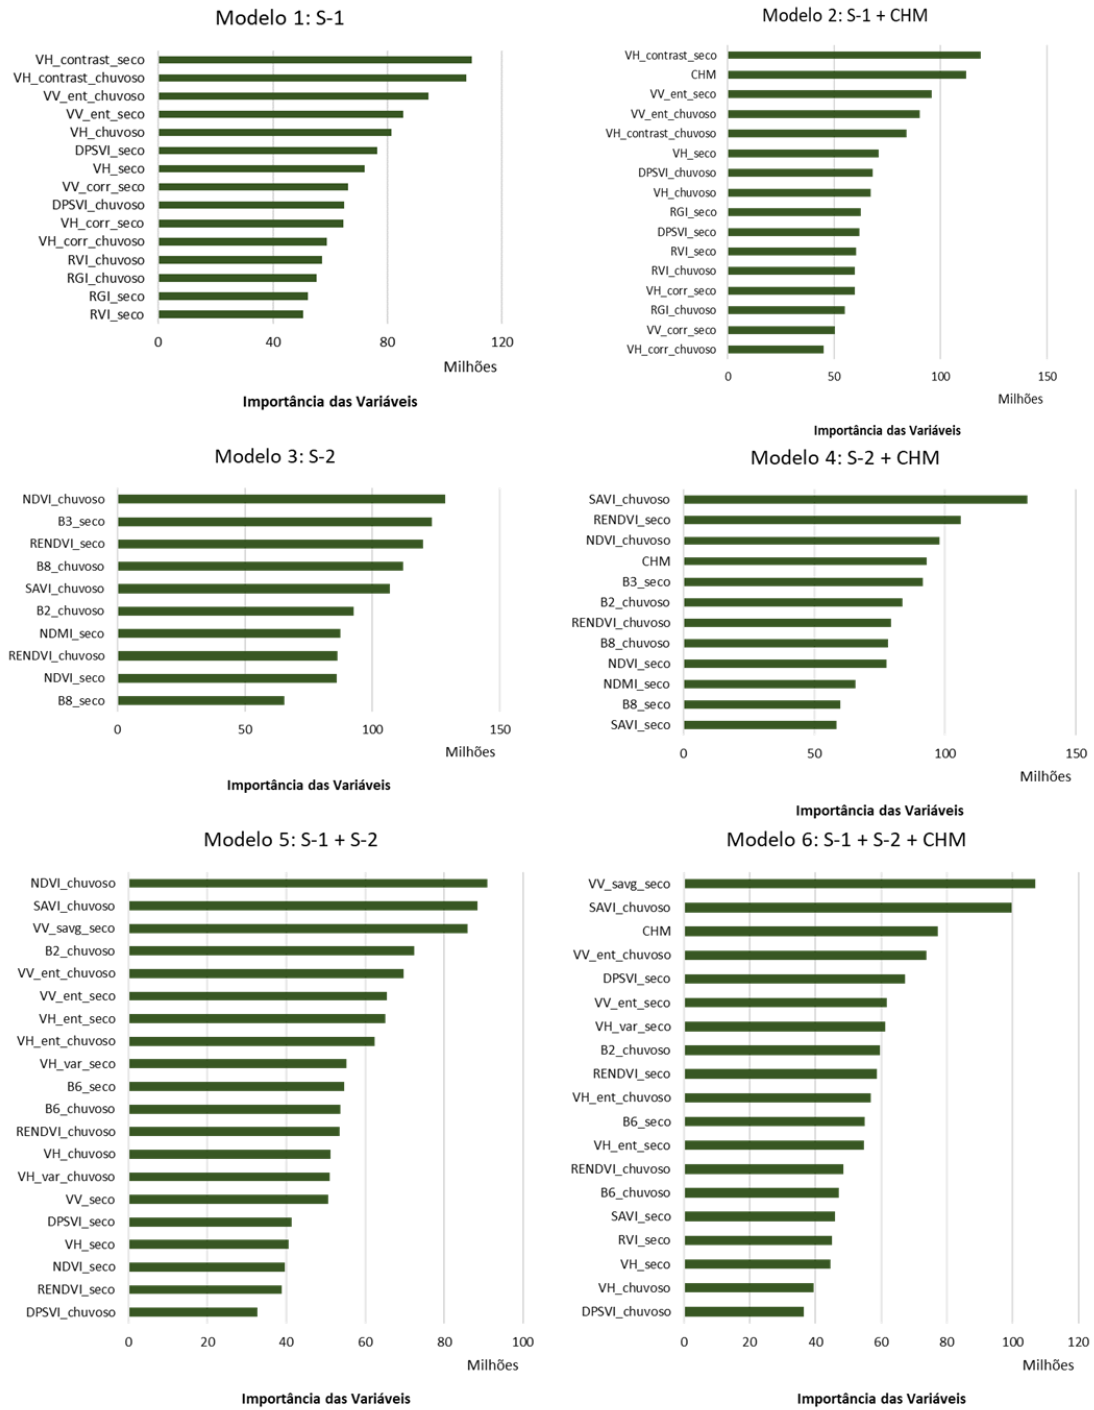 Modelo 1: S-1
VH_contrast_seco
VH_contrast_chuvoso
VV_ent_chuvoso
VV_ent_seco
VH_chuvoso
DPSVI_seco
VH_seco
VV_corr_seco
DPSVI_chuvoso
VH_corr_seco
VH_corr_chuvoso
RVI_chuvoso
RGI_chuvoso
RGI_seco
RVI_seco
0 40 80 120
Milhões
Importância das Variáveis
Modelo 2: S-1 + CHM
VH_contrast_seco
CHM
VV_ent_seco
VV_ent_chuvoso
VH_contrast_chuvoso
VH_seco
DPSVI_chuvoso
VH_chuvoso
RGI_seco
DPSVI_seco
RVI_seco
RVI_chuvoso
VH_corr_seco
RGI_chuvoso
VV_corr_seco
VH_corr_chuvoso
0 50 100 150
Milhões
Importância das Variáveis
Modelo 3: S-2
NDVI_chuvoso
B3_seco
RENDVI_seco
B8_chuvoso
SAVI_chuvoso
B2_chuvoso
NDMI_seco
RENDVI_chuvoso
NDVI_seco
B8_seco
0 50 100 150
Milhões
Importância das Variáveis
Modelo 4: S-2 + CHM
SAVI_chuvoso
RENDVI_seco
NDVI_chuvoso
CHM
B3_seco
B2_chuvoso
RENDVI_chuvoso
B8_chuvoso
NDVI_seco
NDMI_seco
B8_seco
SAVI_seco
0 50 100 150
Milhões
Importância das Variáveis
Modelo 5: S-1 + S-2
NDVI_chuvoso
SAVI_chuvoso
VV_savg_seco
B2_chuvoso
VV_ent_chuvoso
VV_ent_seco
VH_ent_seco
VH_ent_chuvoso
VH_var_seco
B6_seco
B6_chuvoso
RENDVI_chuvoso
VH_chuvoso
VH_var_chuvoso
VV_seco
DPSVI_seco
VH_seco
NDVI_seco
RENDVI_seco
DPSVI_chuvoso
0 20 40 60 80 100
Milhões
Importância das Variáveis
Modelo 6: S-1 + S-2 + CHM
VV_savg_seco
SAVI_chuvoso
CHM
VV_ent_chuvoso
DPSVI_seco
VV_ent_seco
VH_var_seco
B2_chuvoso
RENDVI_seco
VH_ent_chuvoso
B6_seco
VH_ent_seco
RENDVI_chuvoso
B6_chuvoso
SAVI_seco
RVI_seco
VH_seco
VH_chuvoso
DPSVI_chuvoso
0 20 40 60 80 100 120
Milhões
Importância das Variáveis